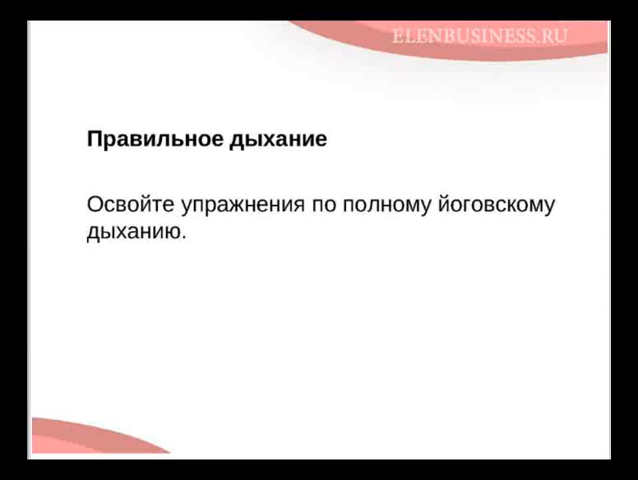 ELENBUSINESS.RU
Правильное дыхание
Освойте упражнения по полному йоговскому
дыханию.